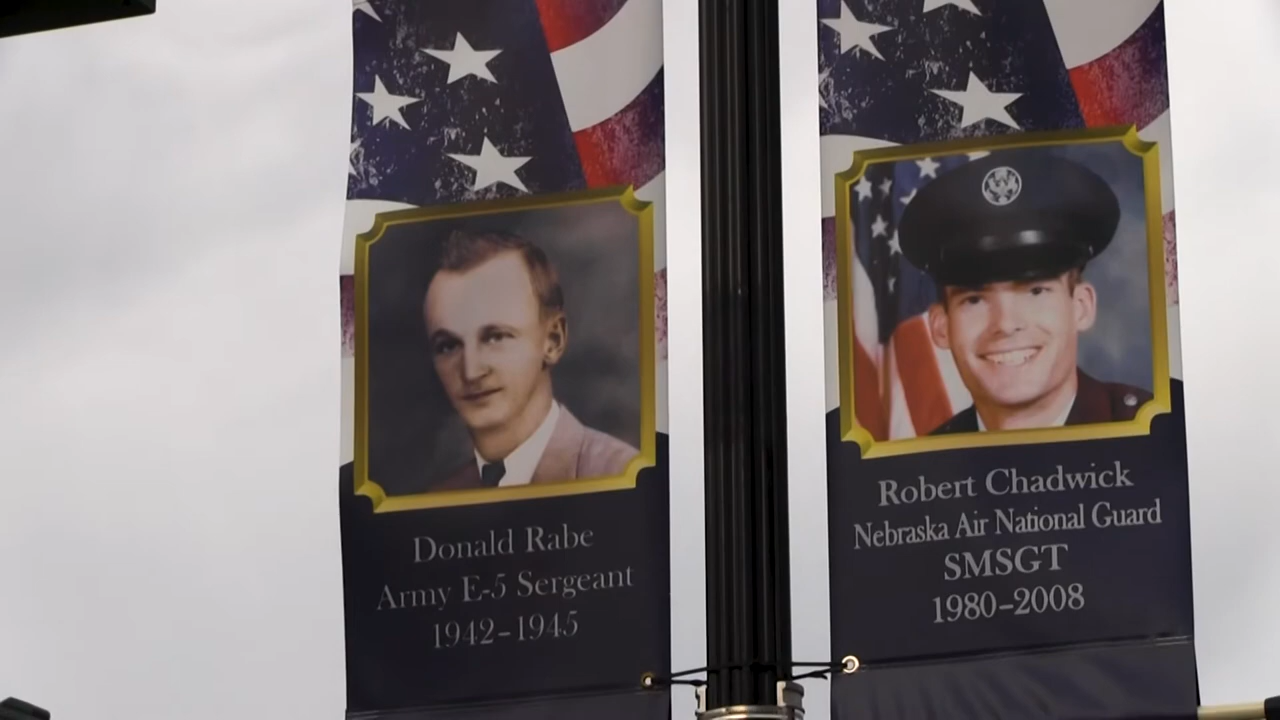 Donald Rabe
Army E-5 Sergeant
1942-1945
Robert Chadwick
Nebraska Air National Guard
SMSGT
1980-2008